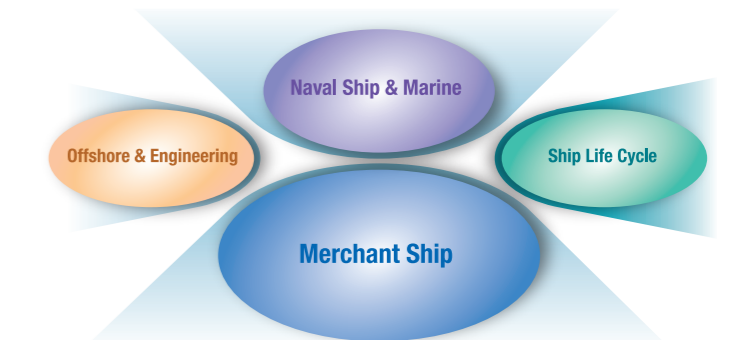 Naval Ship & Marine
Offshore & Engineering
Ship Life Cycle
Merchant Ship